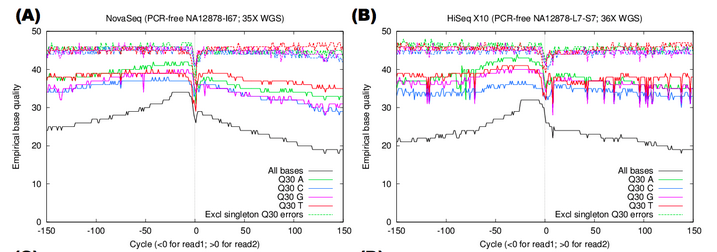 (A) NovaSeq (PCR-free NA12878-I67; 35X WGS)
50
40
30
20
10
0
Empirical base quality
All bases
Q30 A
Q30 C
Q30 G
Q30 T
Excl singleton Q30 errors
-150 -100 -50 0 50 100 150
Cycle (<0 for read1; >0 for read2)
(B) HiSeq X10 (PCR-free NA12878-L7-S7; 36X WGS)
50
40
30
20
10
0
Empirical base quality
All bases
Q30 A
Q30 C
Q30 G
Q30 T
Excl singleton Q30 errors
-150 -100 -50 0 50 100 150
Cycle (<0 for read1; >0 for read2)